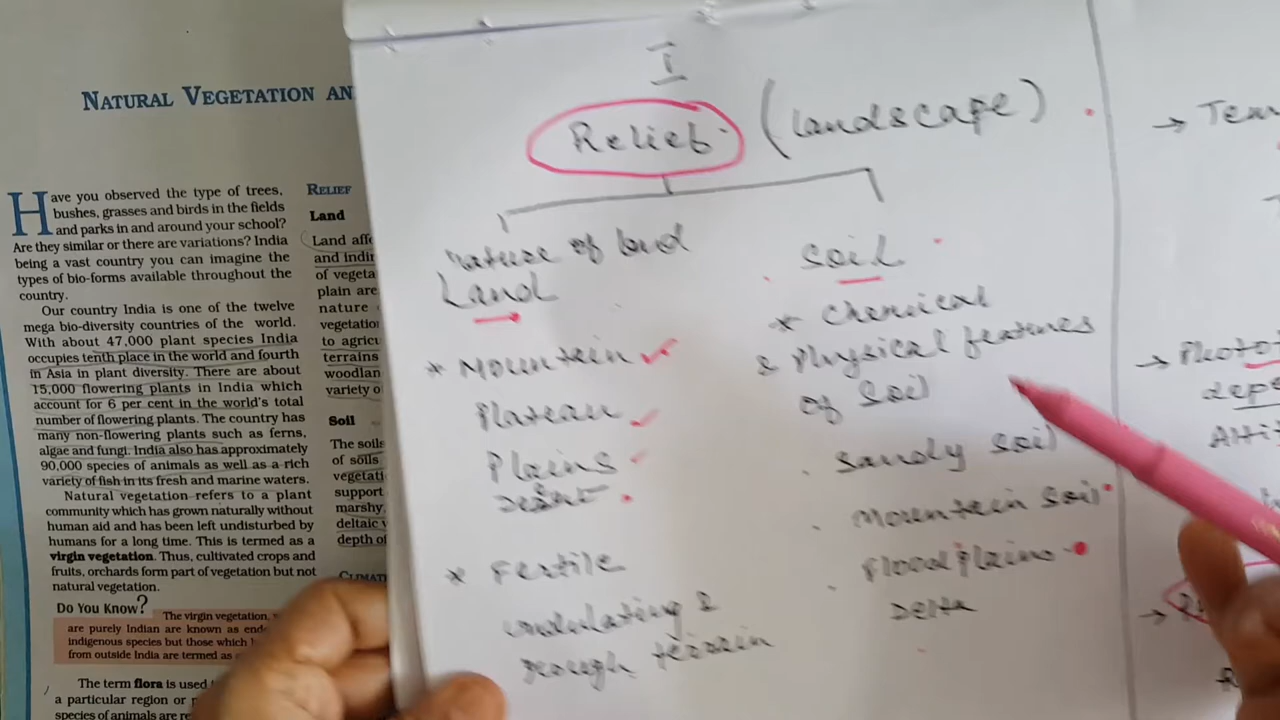 NATURAL VEGETATION AN
Have you observed the type of trees,
bushes, grasses and birds in the fields
and parks in and around your school?
Are they similar or there are variations? India
being a vast country you can imagine the
types of bio-forms available throughout the
country.
Our country India is one of the twelve
mega bio-diversity countries of the world.
With about 47,000 plant species India
occupies tenth place in the world and fourth
in Asia in plant diversity. There are about
15,000 flowering plants in India which
account for 6 per cent in the world's total
number of flowering plants. The country has
many non-flowering plants such as ferns,
algae and fungi. India also has approximately
90,000 species of animals as well as a rich
variety of fish in its fresh and marine waters.
Natural vegetation refers to a plant
community which has grown naturally without
human aid and has been left undisturbed by
humans for a long time. This is termed as a
virgin vegetation. Thus, cultivated crops and
fruits, orchards form part of vegetation but not
natural vegetation.
Do You Know?
The virgin vegetation,
are purely Indian are known as
indigenous species but those which
from outside India are termed as
The term flora is used
a particular region or
species of animals are
RELIEF
Land
Land aff
and indi
of vegeta
plain are
nature
vegetation
to agricu
terrains
woodlan
variety o
Soil
The soils
of soils
vegetati
support
marshy,
deltaic v
depth of
CLIMAT
I
Relief (landscape)
Nature of land
Land
* Mountain
Plateau
Plains
Desert
* Fertile
undulating &
rough terrain
Soil
* Chemical
& Physical features
of Soil
. Sandy soil
. Mountain soil
. Flood plains
Delta
→ Tem
→ Photo
depe
Alti